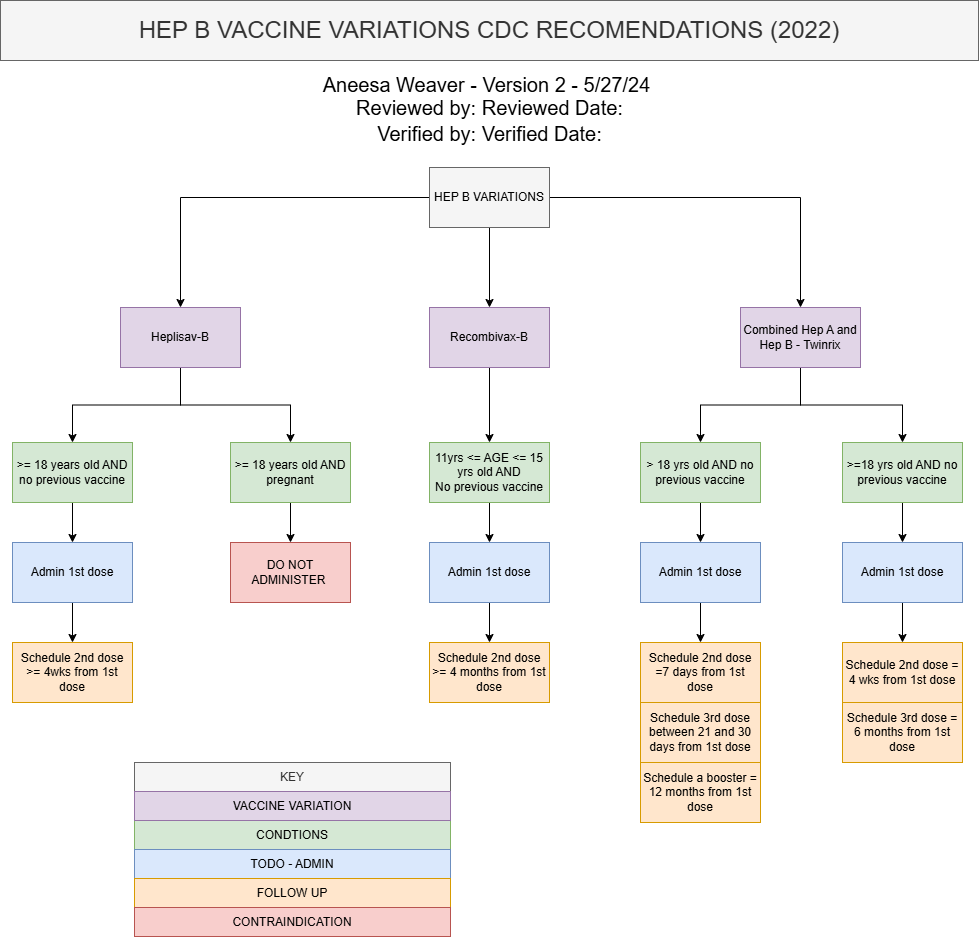 HEP B VACCINE VARIATIONS CDC RECOMENDATIONS (2022)
Aneesa Weaver - Version 2 - 5/27/24
Reviewed by: Reviewed Date:
Verified by: Verified Date:
HEP B VARIATIONS
Heplisav-B
Recombivax-B
Combined Hep A and
Hep B - Twinrix
>= 18 years old AND
no previous vaccine
>= 18 years old AND
pregnant
11yrs <= AGE <= 15
yrs old AND
No previous vaccine
> 18 yrd old AND no
previous vaccine
>=18 yrs old AND no
previous vaccine
Admin 1st dose
DO NOT
ADMINISTER
Admin 1st dose
Admin 1st dose
Admin 1st dose
Schedule 2nd dose
>= 4wks from 1st
dose
Schedule 2nd dose
>= 4 months from 1st
dose
Schedule 2nd dose
=7 days from 1st
dose
Schedule 3rd dose
between 21 and 30
days from 1st dose
Schedule a booster =
12 months from 1st
dose
Schedule 2nd dose =
4 wks from 1st dose
Schedule 3rd dose =
6 months from 1st
dose
KEY
VACCINE VARIATION
CONDTIONS
TODO - ADMIN
FOLLOW UP
CONTRAINDICATION